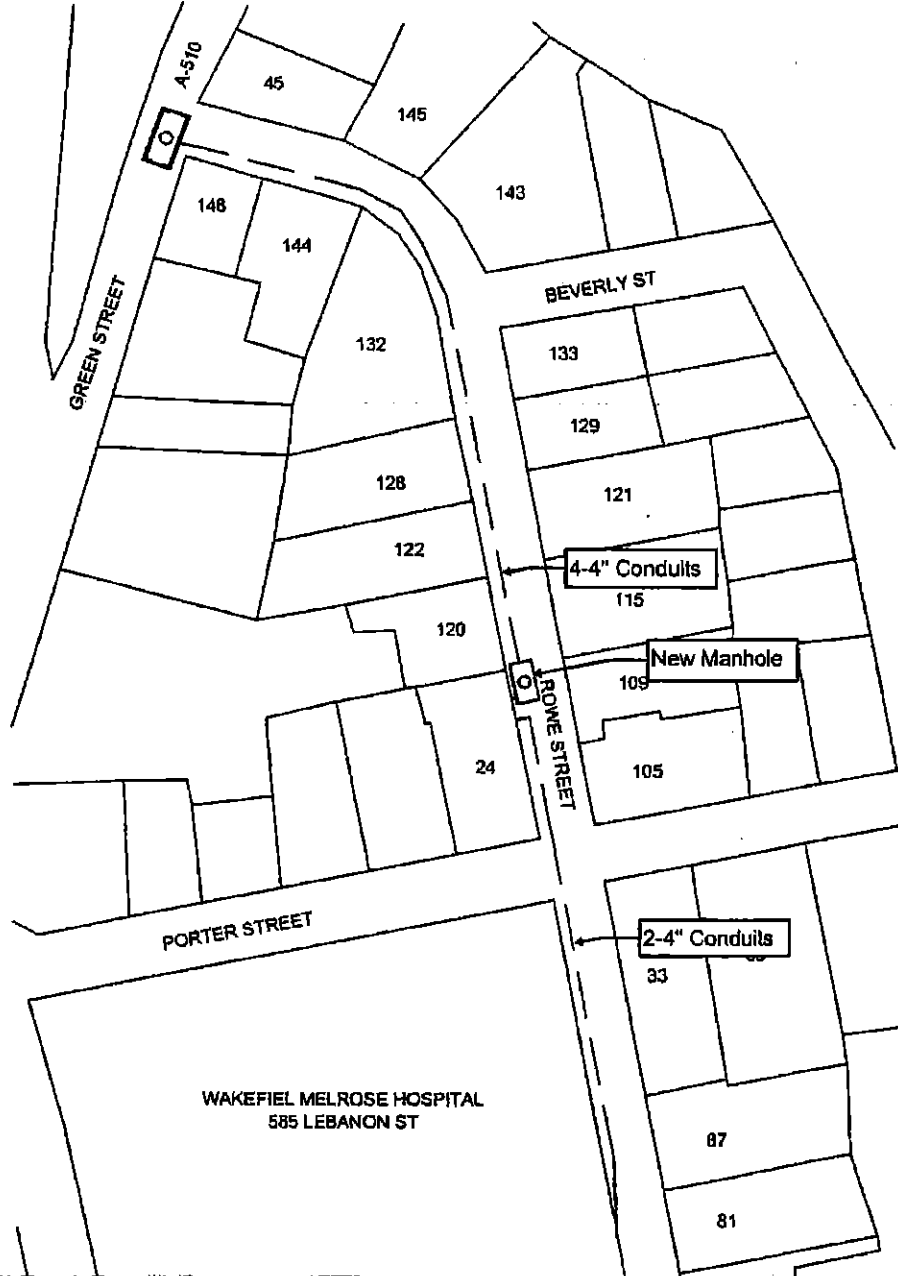 A-510
45
145
143
148
144
GREEN STREET
BEVERLY ST
132
133
129
128
121
122
4-4" Conduits
115
120
New Manhole
109
ROWE STREET
24
105
PORTER STREET
2-4" Conduits
33
WAKEFIEL MELROSE HOSPITAL
585 LEBANON ST
87
81